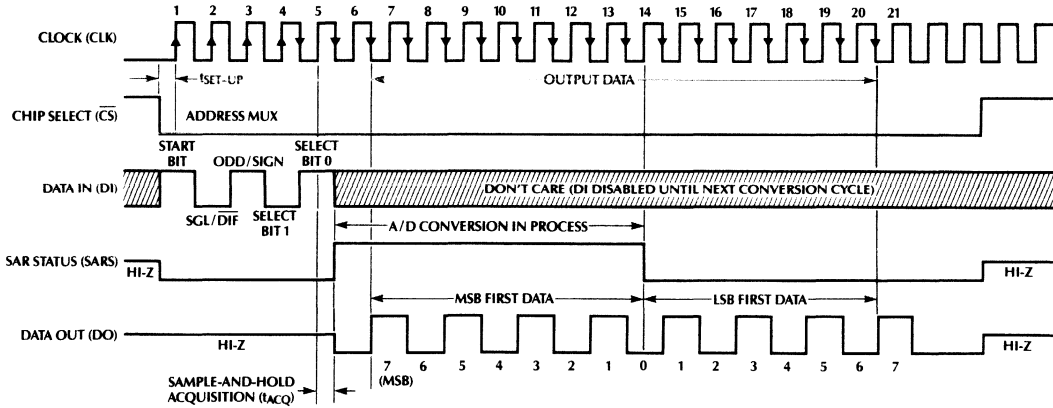 1 2 3 4 5 6 7 8 9 10 11 12 13 14 15 16 17 18 19 20 21
CLOCK (CLK)
tSET-UP
OUTPUT DATA
CHIP SELECT (CS)
ADDRESS MUX
START BIT
ODD/SIGN
SELECT BIT 0
DATA IN (DI)
DON'T CARE (DI DISABLED UNTIL NEXT CONVERSION CYCLE)
SGL/DIF
SELECT BIT 1
A/D CONVERSION IN PROCESS
SAR STATUS (SARS)
HI-Z
HI-Z
MSB FIRST DATA
LSB FIRST DATA
DATA OUT (DO)
HI-Z
HI-Z
7 6 5 4 3 2 1 0 1 2 3 4 5 6 7
(MSB)
SAMPLE-AND-HOLD
ACQUISITION (tACQ)